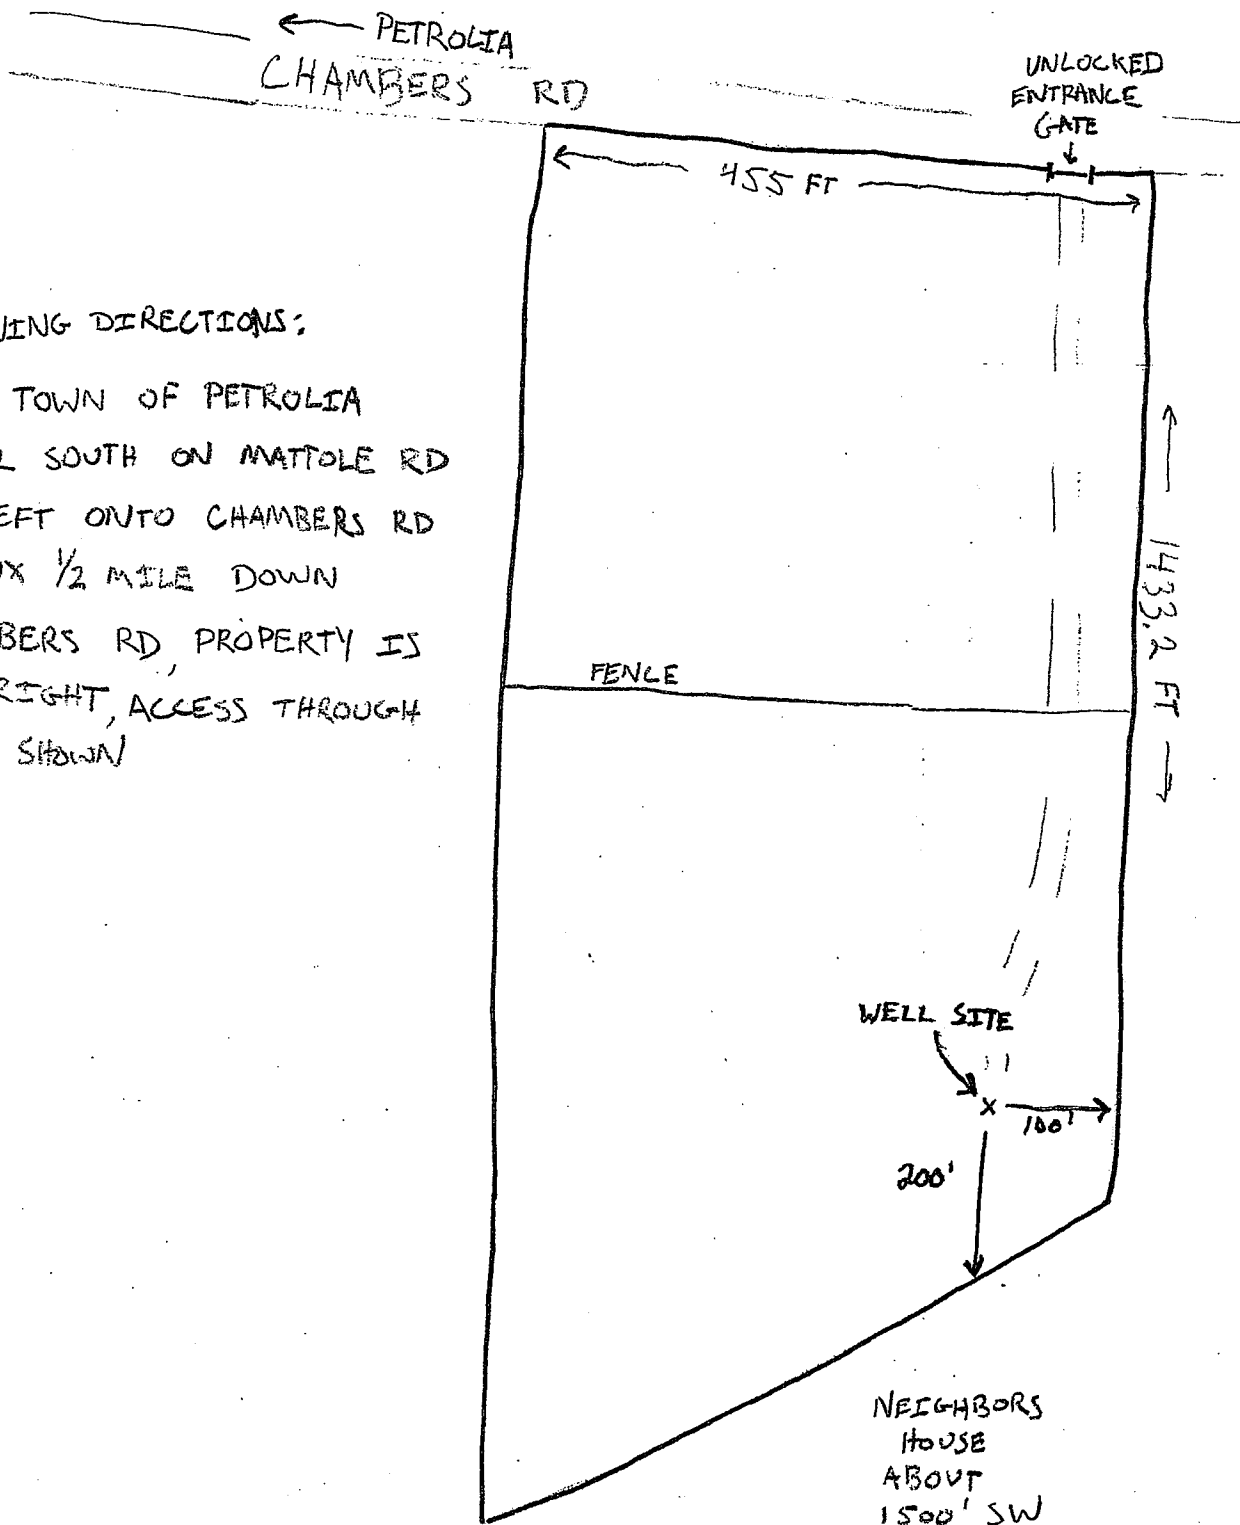 ← PETROLIA
CHAMBERS RD
UNLOCKED
ENTRANCE
GATE
455 FT
VING DIRECTIONS:
TOWN OF PETROLIA
L SOUTH ON MATTOLE RD
EFT ONTO CHAMBERS RD
OX 1/2 MILE DOWN
BERS RD, PROPERTY IS
RIGHT, ACCESS THROUGH
SHOWN
1433.2 FT
FENCE
WELL SITE
X
100'
200'
NEIGHBORS
HOUSE
ABOUT
1500' SW